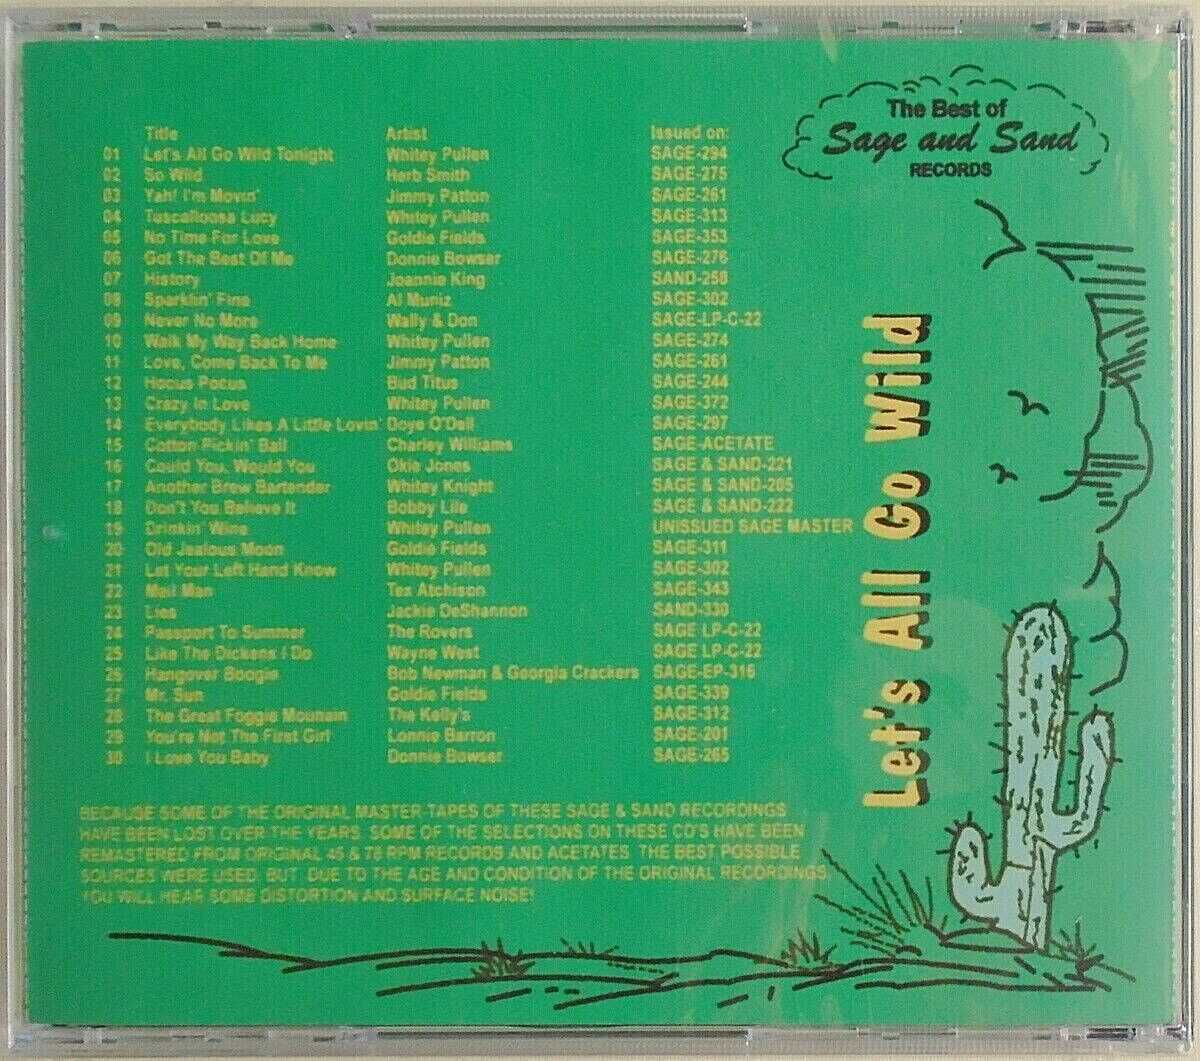 The Best of
Sage and Sand
RECORDS
Title Artist Issued on:
01 Let's All Go Wild Tonight Whitey Pullen SAGE-294
02 So Wild Herb Smith SAGE-275
03 Yah! I'm Movin' Jimmy Patton SAGE-261
04 Tuscalloosa Lucy Whitey Pullen SAGE-313
05 No Time For Love Goldie Fields SAGE-353
06 Got The Best Of Me Donnie Bowser SAGE-276
07 History Joannie King SAND-258
08 Sparklin' Fine Al Muniz SAGE-302
09 Never No More Wally & Don SAGE-LP-C-22
10 Walk My Way Back Home Whitey Pullen SAGE-274
11 Love, Come Back To Me Jimmy Patton SAGE-261
12 Hocus Pocus Bud Titus SAGE-244
13 Crazy In Love Whitey Pullen SAGE-372
14 Everybody Likes A Little Lovin' Doye O'Dell SAGE-297
15 Cotton Pickin' Ball Charley Williams SAGE-ACETATE
16 Could You, Would You Okie Jones SAGE & SAND-221
17 Another Brew Bartender Whitey Knight SAGE & SAND-205
18 Don't You Believe It Bobby Lile SAGE & SAND-222
19 Drinkin' Wine Whitey Pullen UNISSUED SAGE MASTER
20 Old Jealous Moon Goldie Fields SAGE-311
21 Let Your Left Hand Know Whitey Pullen SAGE-302
22 Mail Man Tex Atchison SAGE-343
23 Lies Jackie DeShannon SAND-330
24 Passport To Summer The Rovers SAGE LP-C-22
25 Like The Dickens I Do Wayne West SAGE LP-C-22
26 Hangover Boogie Bob Newman & Georgia Crackers SAGE-EP-316
27 Mr. Sun Goldie Fields SAGE-339
28 The Great Foggie Mounain The Kelly's SAGE-312
29 You're Not The First Girl Lonnie Barron SAGE-201
30 I Love You Baby Donnie Bowser SAGE-265
Let's All Go Wild
BECAUSE SOME OF THE ORIGINAL MASTER TAPES OF THESE SAGE & SAND RECORDINGS
HAVE BEEN LOST OVER THE YEARS, SOME OF THE SELECTIONS ON THESE CD'S HAVE BEEN
REMASTERED FROM ORIGINAL 45 & 78 RPM RECORDS AND ACETATES. THE BEST POSSIBLE
SOURCES WERE USED, BUT, DUE TO THE AGE AND CONDITION OF THE ORIGINAL RECORDINGS,
YOU WILL HEAR SOME DISTORTION AND SURFACE NOISE!